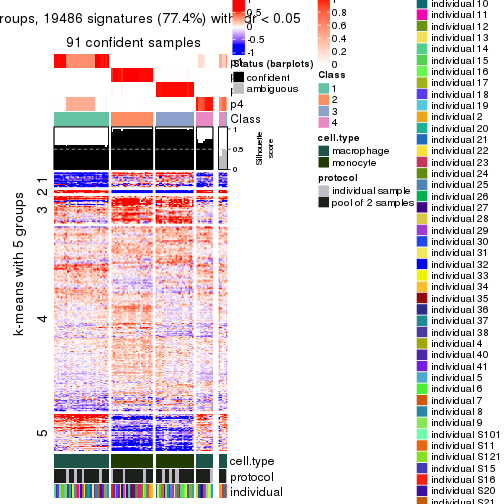 roups, 19486 signatures (77.4%) with
r < 0.05
91 confident samples
p4
Class
1
0.5
0
Silhouette
score
k-means with 5 groups
1
2
3
4
5
cell.type
protocol
individual
1
0.5
0
-0.5
-1
Status (barplots)
confident
ambiguous
0.8
0.6
0.4
0.2
0
Class
1
2
3
4
cell.type
macrophage
monocyte
protocol
individual sample
pool of 2 samples
individual 10
individual 11
individual 12
individual 13
individual 14
individual 15
individual 16
individual 17
individual 18
individual 19
individual 2
individual 20
individual 21
individual 22
individual 23
individual 24
individual 25
individual 26
individual 27
individual 28
individual 29
individual 30
individual 31
individual 32
individual 33
individual 34
individual 35
individual 36
individual 37
individual 38
individual 4
individual 40
individual 41
individual 5
individual 6
individual 7
individual 8
individual 9
individual S101
individual S11
individual S121
individual S15
individual S16
individual S20
individual S21